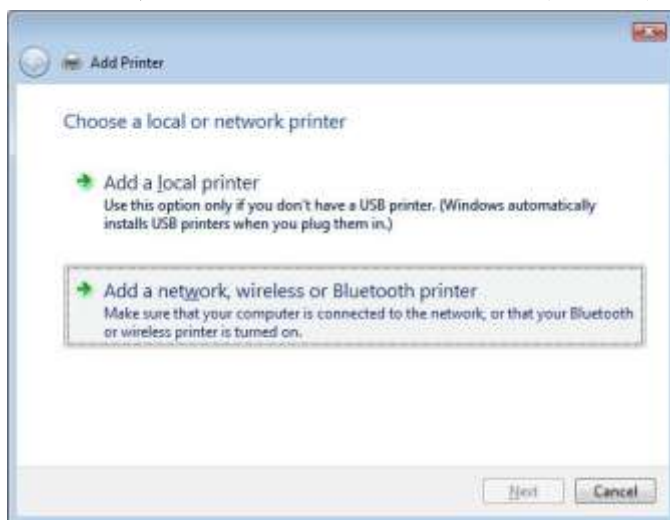 Add Printer
Choose a local or network printer
Add a local printer
Use this option only if you don't have a USB printer. (Windows automatically
installs USB printers when you plug them in.)
Add a network, wireless or Bluetooth printer
Make sure that your computer is connected to the network, or that your Bluetooth
or wireless printer is turned on.
Next Cancel